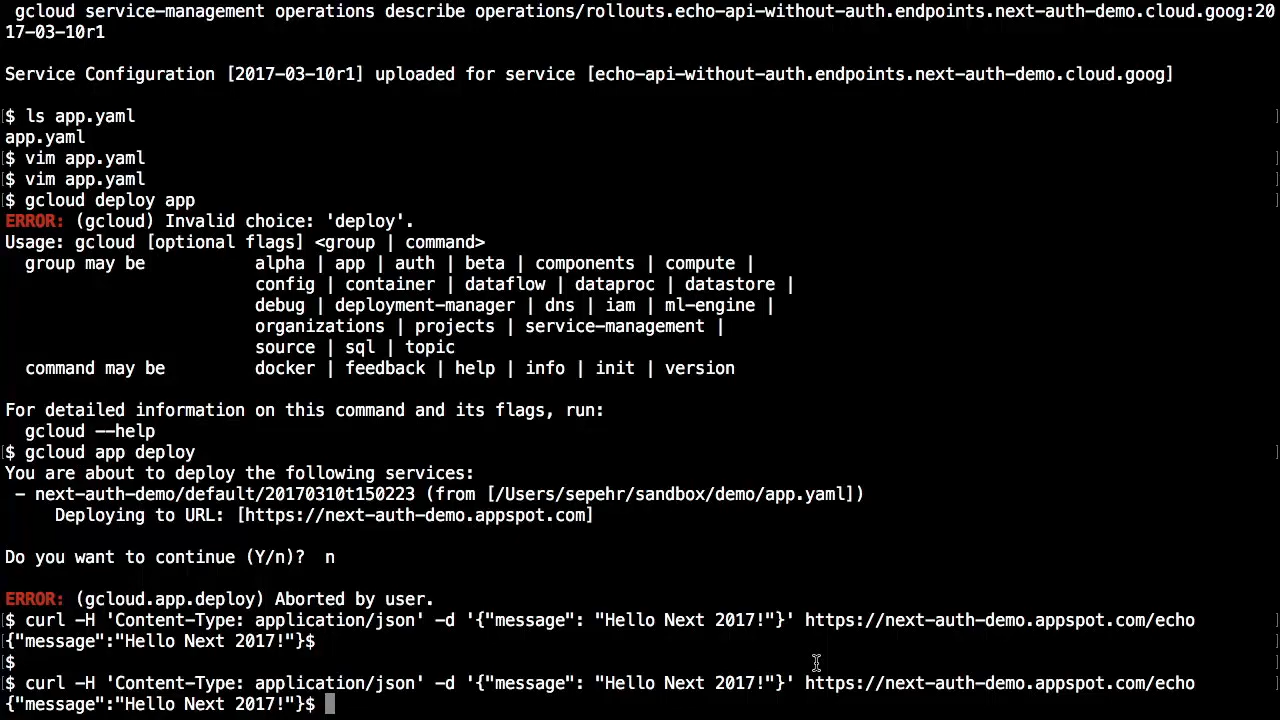 gcloud service-management operations describe operations/rollouts.echo-api-without-auth.endpoints.next-auth-demo.cloud.goog:20
17-03-10r1
Service Configuration [2017-03-10r1] uploaded for service [echo-api-without-auth.endpoints.next-auth-demo.cloud.goog]
$ ls app.yaml
app.yaml
$ vim app.yaml
$ vim app.yaml
$ gcloud deploy app
ERROR: (gcloud) Invalid choice: 'deploy'.
Usage: gcloud [optional flags] <group | command>
group may be alpha | app | auth | beta | components | compute |
config | container | dataflow | dataproc | datastore |
debug | deployment-manager | dns | iam | ml-engine |
organizations | projects | service-management |
source | sql | topic
command may be docker | feedback | help | info | init | version
For detailed information on this command and its flags, run:
gcloud --help
$ gcloud app deploy
You are about to deploy the following services:
- next-auth-demo/default/20170310t150223 (from [/Users/sepehr/sandbox/demo/app.yaml])
Deploying to URL: [https://next-auth-demo.appspot.com]
Do you want to continue (Y/n)? n
ERROR: (gcloud.app.deploy) Aborted by user.
$ curl -H 'Content-Type: application/json' -d '{"message": "Hello Next 2017!"}' https://next-auth-demo.appspot.com/echo
{"message":"Hello Next 2017!"}$
$
$ curl -H 'Content-Type: application/json' -d '{"message": "Hello Next 2017!"}' https://next-auth-demo.appspot.com/echo
{"message":"Hello Next 2017!"}$